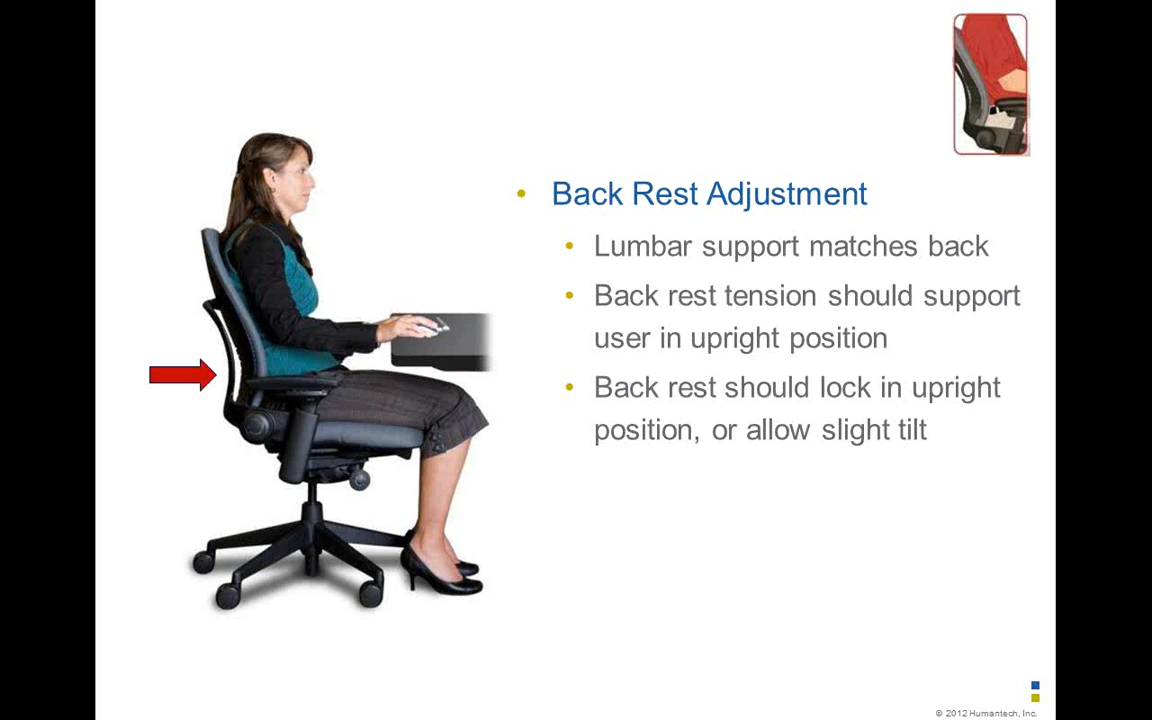 • Back Rest Adjustment
• Lumbar support matches back
• Back rest tension should support
user in upright position
• Back rest should lock in upright
position, or allow slight tilt
© 2012 Humantech, Inc.